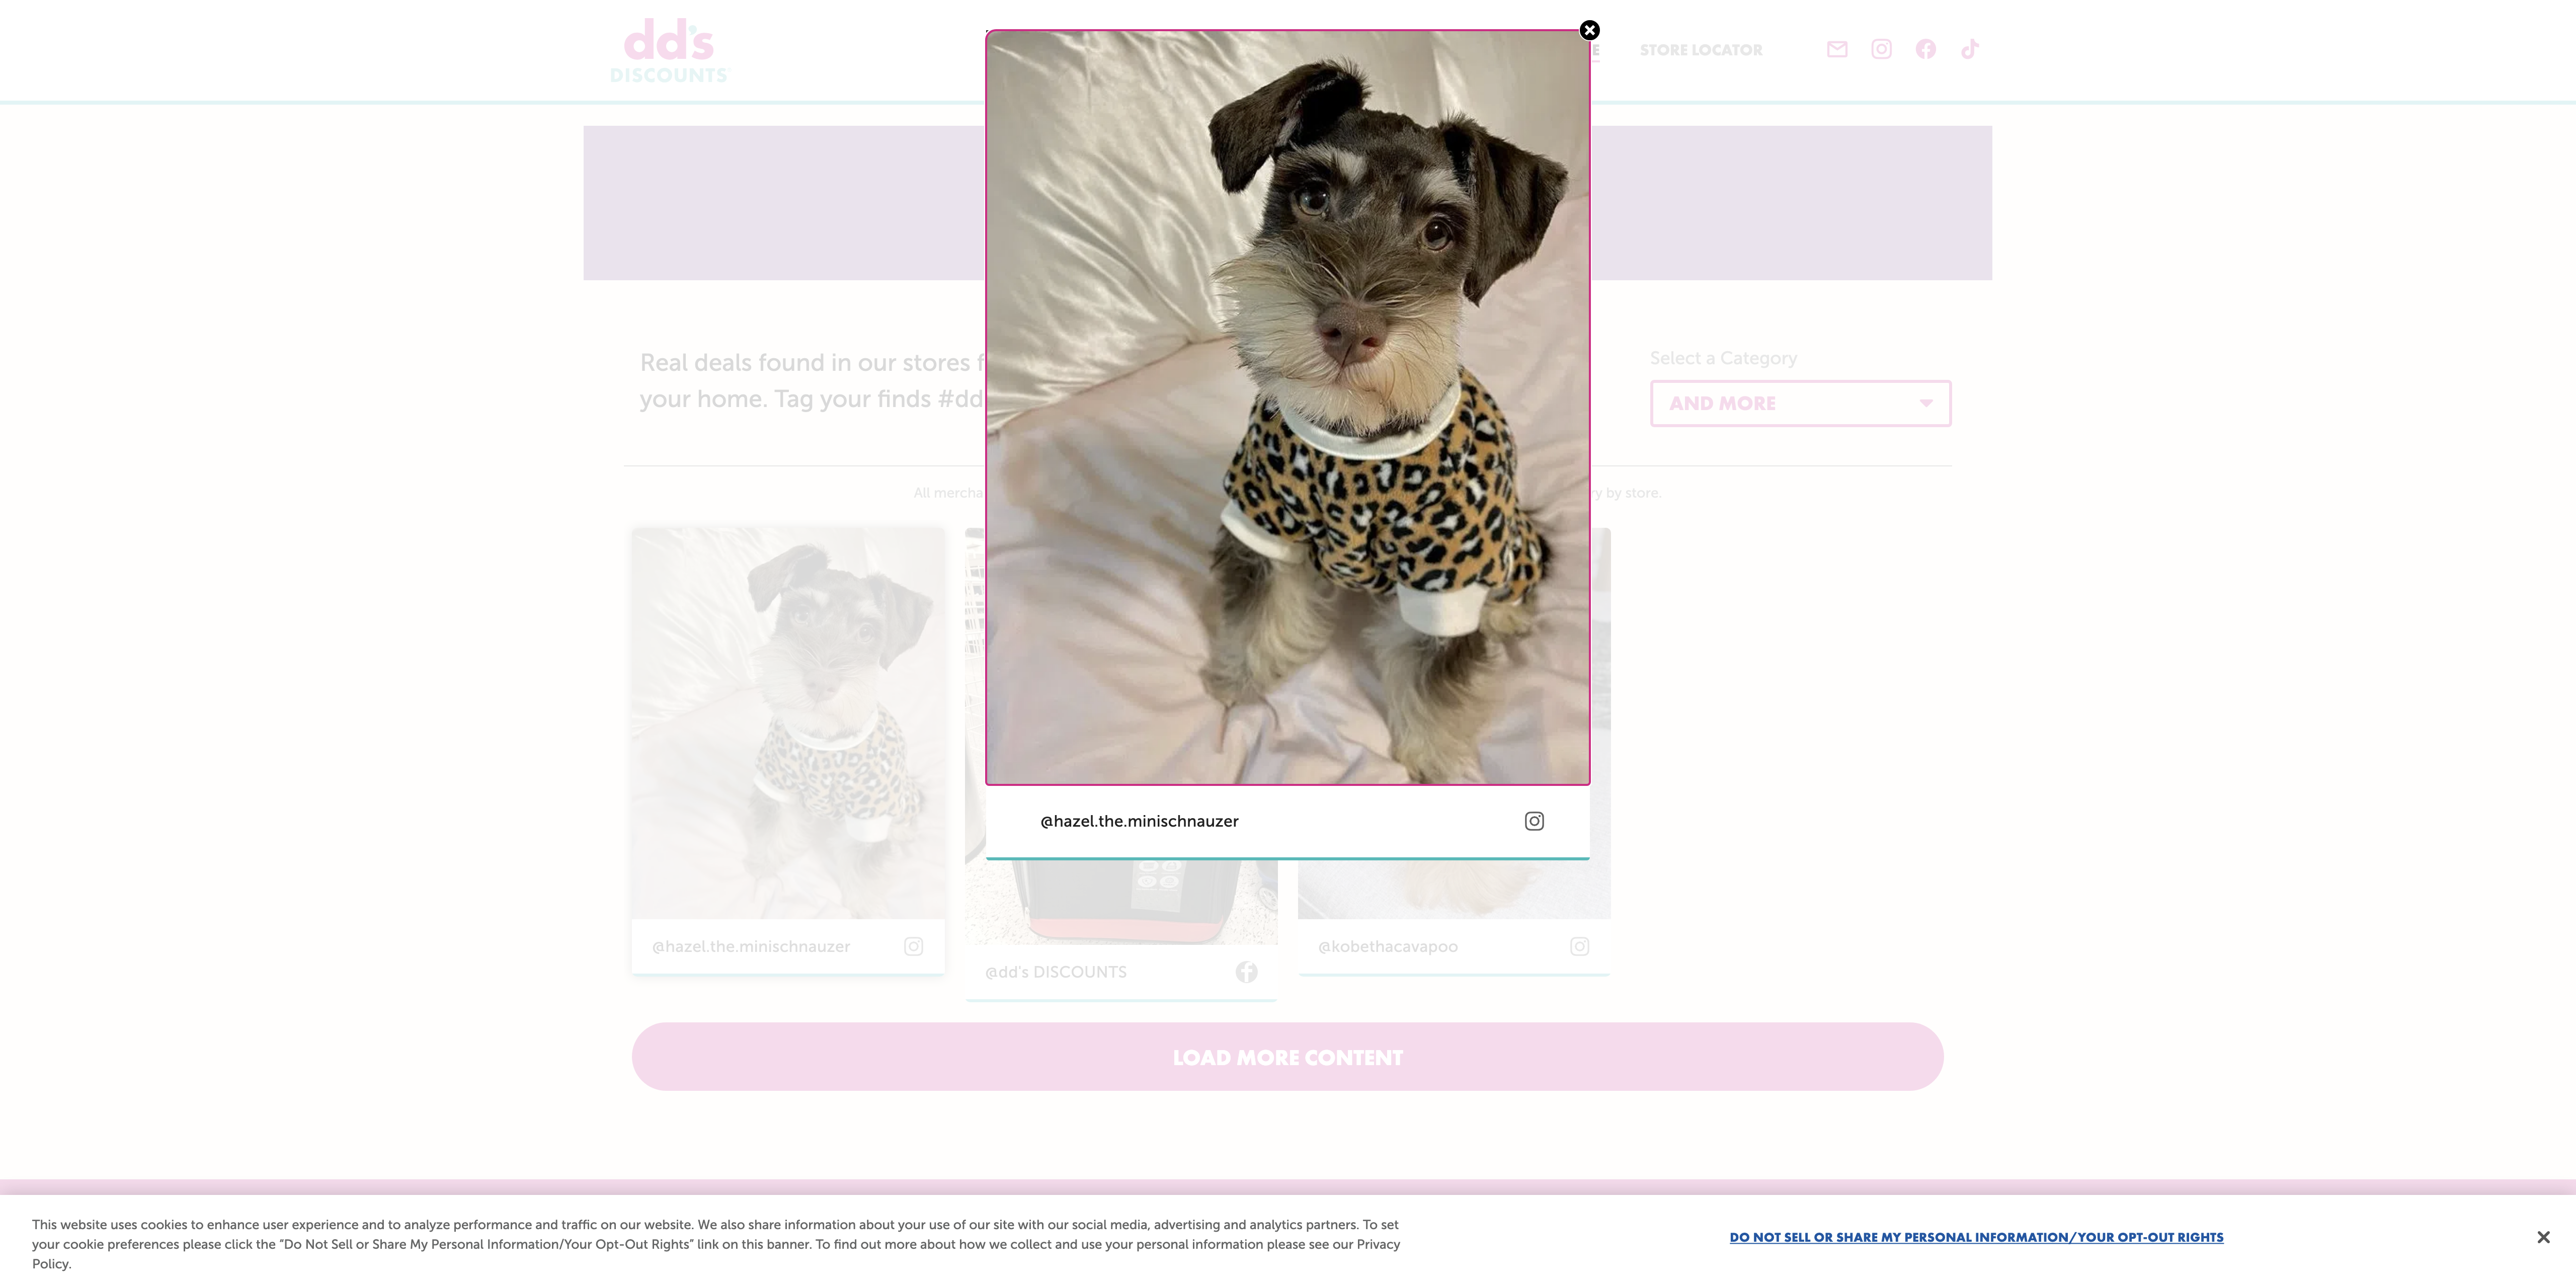 dd's
DISCOUNTS
STORE LOCATOR
Real deals found in our stores
your home. Tag your finds #dd
Select a Category
AND MORE
All
by store.
@hazel.the.minischnauzer
@hazel.the.minischnauzer
@dd's DISCOUNTS
@kobethacavapoo
LOAD MORE CONTENT
This website uses cookies to enhance user experience and to analyze performance and traffic on our website. We also share information about your use of our site with our social media, advertising and analytics partners. To set
your cookie preferences please click the “Do Not Sell or Share My Personal Information/Your Opt-Out Rights” link on this banner. To find out more about how we collect and use your personal information please see our Privacy
Policy.
DO NOT SELL OR SHARE MY PERSONAL INFORMATION/YOUR OPT-OUT RIGHTS